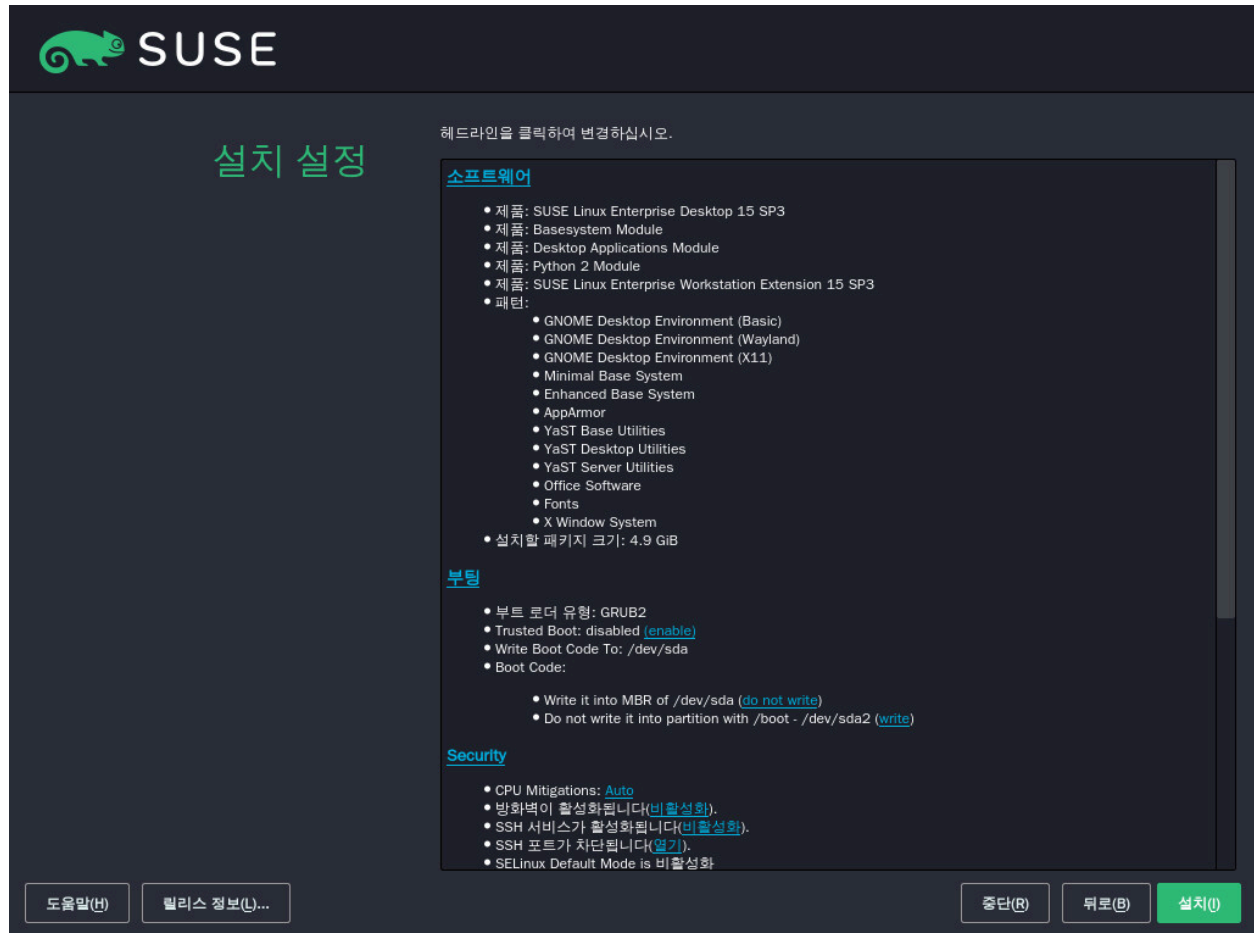 SUSE
설치 설정
헤드라인을 클릭하여 변경하십시오.
소프트웨어
제품: SUSE Linux Enterprise Desktop 15 SP3
제품: Basesystem Module
제품: Desktop Applications Module
제품: Python 2 Module
제품: SUSE Linux Enterprise Workstation Extension 15 SP3
패턴:
GNOME Desktop Environment (Basic)
GNOME Desktop Environment (Wayland)
GNOME Desktop Environment (X11)
Minimal Base System
Enhanced Base System
AppArmor
YaST Base Utilities
YaST Desktop Utilities
YaST Server Utilities
Office Software
Fonts
X Window System
설치할 패키지 크기: 4.9 GiB
부팅
부트 로더 유형: GRUB2
Trusted Boot: disabled (enable)
Write Boot Code To: /dev/sda
Boot Code:
Write it into MBR of /dev/sda (do not write)
Do not write it into partition with /boot - /dev/sda2 (write)
Security
CPU Mitigations: Auto
방화벽이 활성화됩니다(비활성화).
SSH 서비스가 활성화됩니다(비활성화).
SSH 포트가 차단됩니다(열기).
SELinux Default Mode is 비활성화
도움말(H) 릴리스 정보(L)... 중단(R) 뒤로(B) 설치(I)